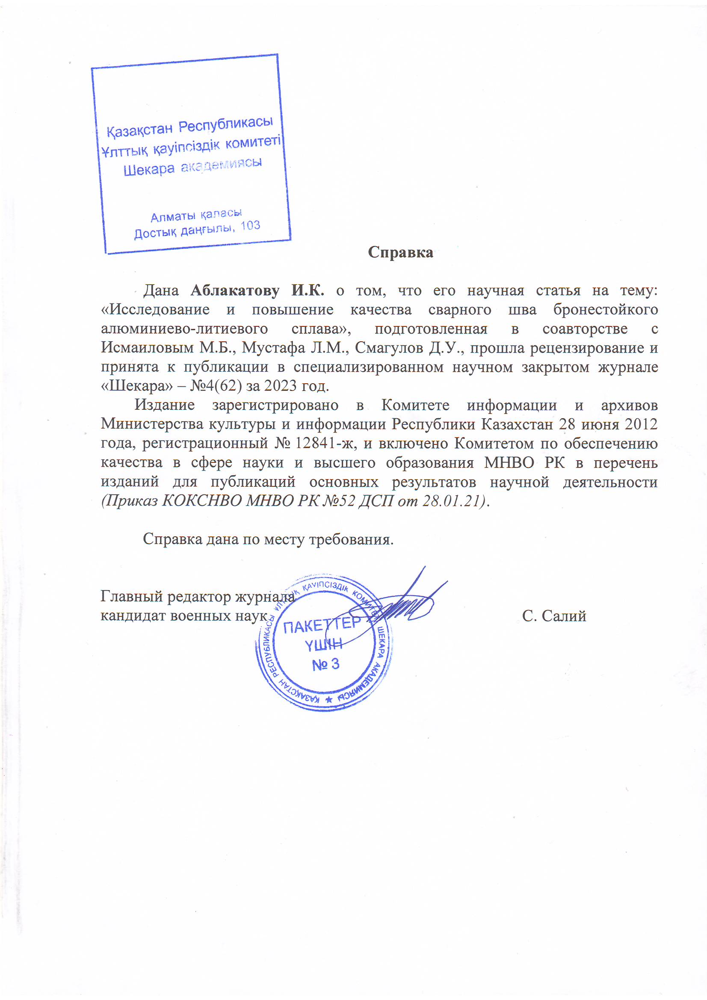 Қазақстан Республикасы
Ұлттық қауіпсіздік комитеті
Шекара академиясы
Алматы қаласы
Достық даңғылы, 103
Справка
Дана Аблакатову И.К. о том, что его научная статья на тему:
«Исследование и повышение качества сварного шва бронестойкого
алюминиево-литиевого сплава», подготовленная в соавторстве с
Исмаиловым М.Б., Мустафа Л.М., Смагулов Д.У., прошла рецензирование и
принята к публикации в специализированном научном закрытом журнале
«Шекара» – №4(62) за 2023 год.
Издание зарегистрировано в Комитете информации и архивов
Министерства культуры и информации Республики Казахстан 28 июня 2012
года, регистрационный № 12841-ж, и включено Комитетом по обеспечению
качества в сфере науки и высшего образования МНВО РК в перечень
изданий для публикаций основных результатов научной деятельности
(Приказ КОКСНВО МНВО РК №52 ДСП от 28.01.21).
Справка дана по месту требования.
Главный редактор журнала
кандидат военных наук
С. Салий
ҚАЗАҚСТАН РЕСПУБЛИКАСЫ ҰЛТТЫҚ ҚАУІПСІЗДІК КОМИТЕТІ ШЕКАРА АКАДЕМИЯСЫ
ПАКЕТТЕР
ҮШІН
№ 3